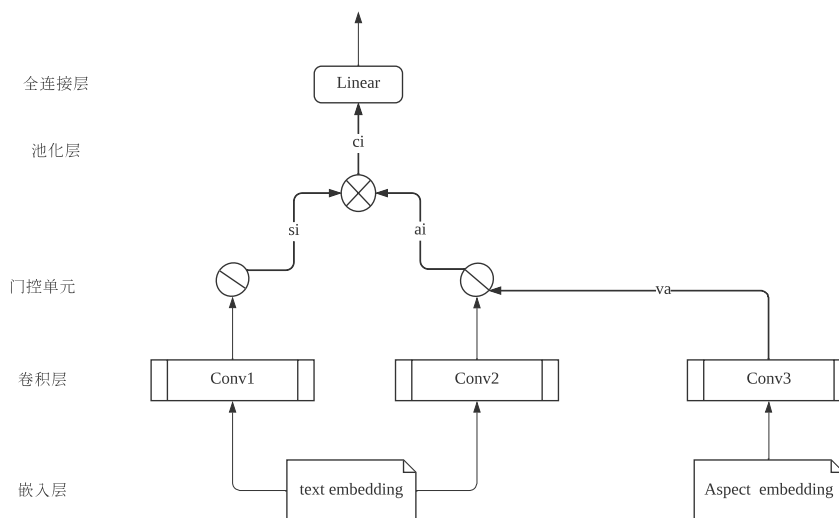 全连接层
Linear
池化层
ci
si
ai
门控单元
va
卷积层
Conv1
Conv2
Conv3
嵌入层
text embedding
Aspect embedding